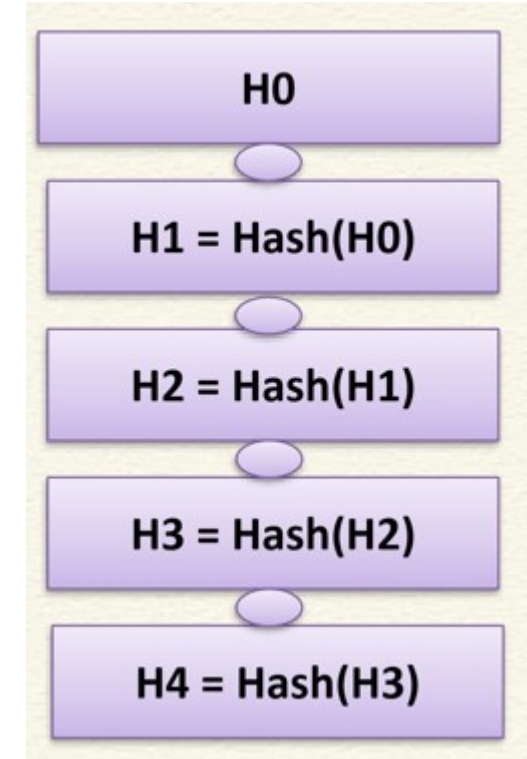 H0
H1 = Hash(H0)
H2 = Hash(H1)
H3 = Hash(H2)
H4 = Hash(H3)